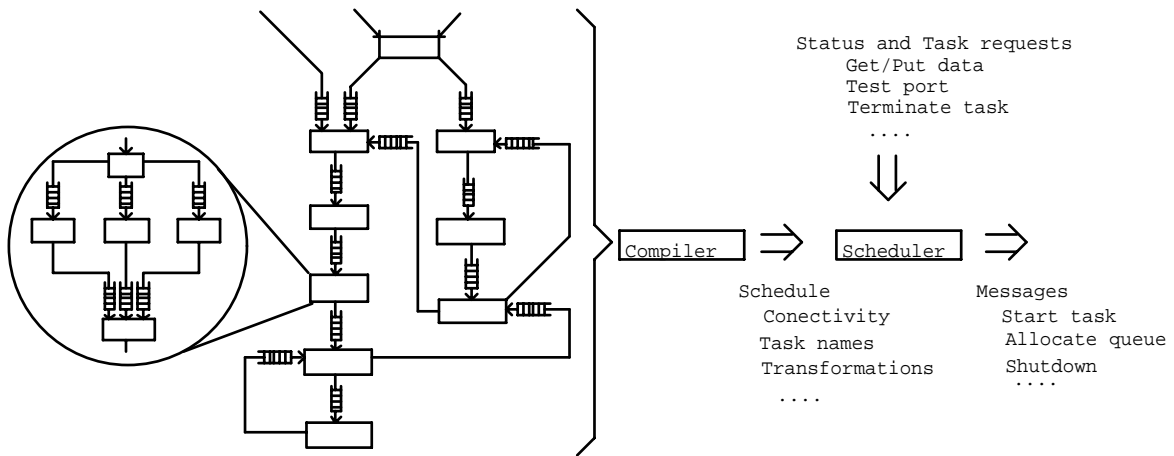 Status and Task requests
Get/Put data
Test port
Terminate task
....
Compiler
Scheduler
Schedule
Conectivity
Task names
Transformations
....
Messages
Start task
Allocate queue
Shutdown
....